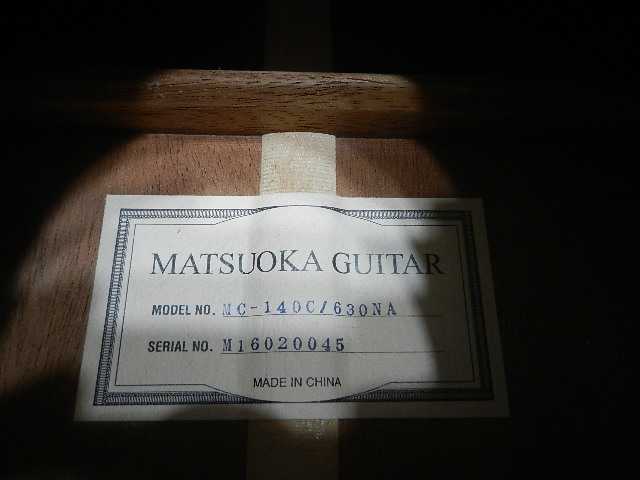 MATSUOKA GUITAR
MODEL NO. MC-140C/630NA
SERIAL NO. M16020045
MADE IN CHINA